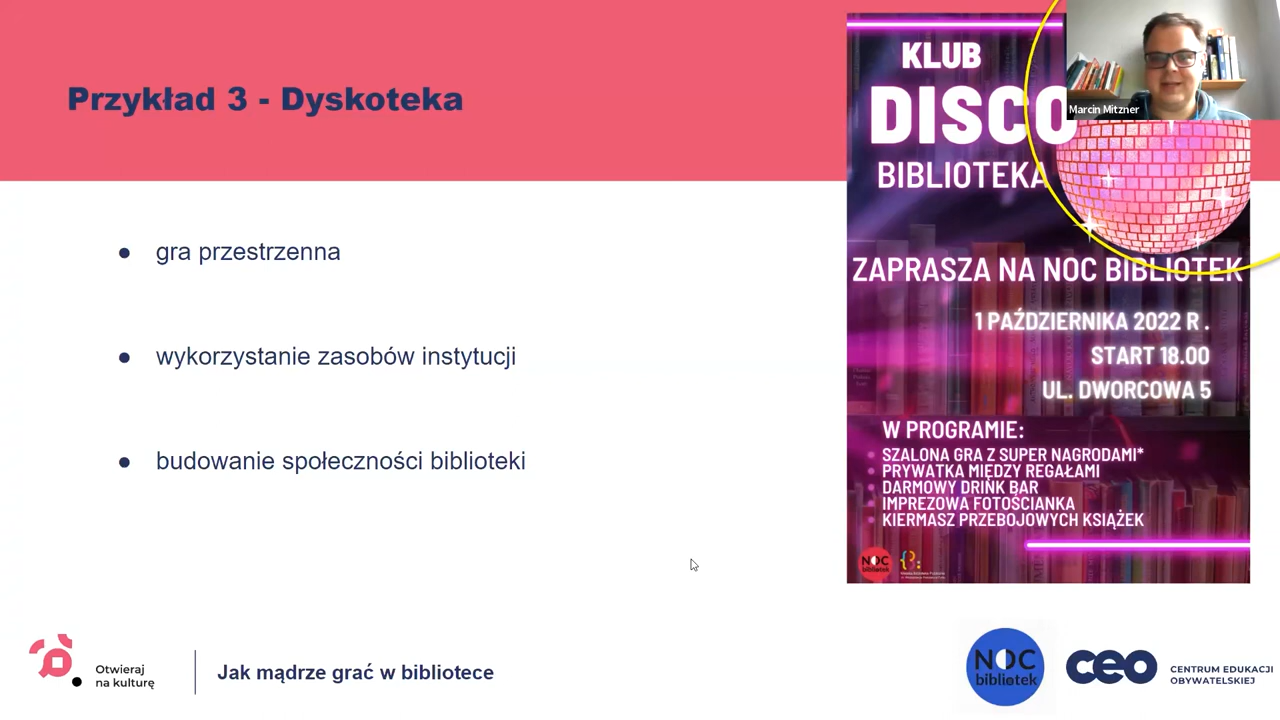 Przykład 3 - Dyskoteka
● gra przestrzenna
● wykorzystanie zasobów instytucji
● budowanie społeczności biblioteki
KLUB
DISCO
BIBLIOTEKA
Marcin Mitzner
ZAPRASZA NA NOC BIBLIOTEK
1 PAŹDZIERNIKA 2022 R .
START 18.00
UL. DWORCOWA 5
W PROGRAMIE:
SZALONA GRA Z SUPER NAGRODAMI*
PRYWATKA MIĘDZY REGAŁAMI
DARMOWY DRINK BAR
IMPREZOWA FOTOŚCIANKA
KIERMASZ PRZEBOJOWYCH KSIĄŻEK
NOC
bibliotek
Otwieraj
na kulturę
Jak mądrze grać w bibliotece
NOC
bibliotek
ceo
CENTRUM EDUKACJI
OBYWATELSKIEJ